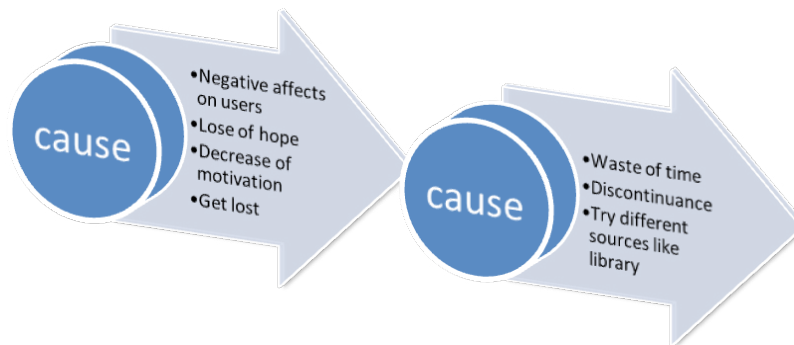 cause
•Negative affects
on users
•Lose of hope
•Decrease of
motivation
•Get lost
cause
•Waste of time
•Discontinuance
•Try different
sources like
library